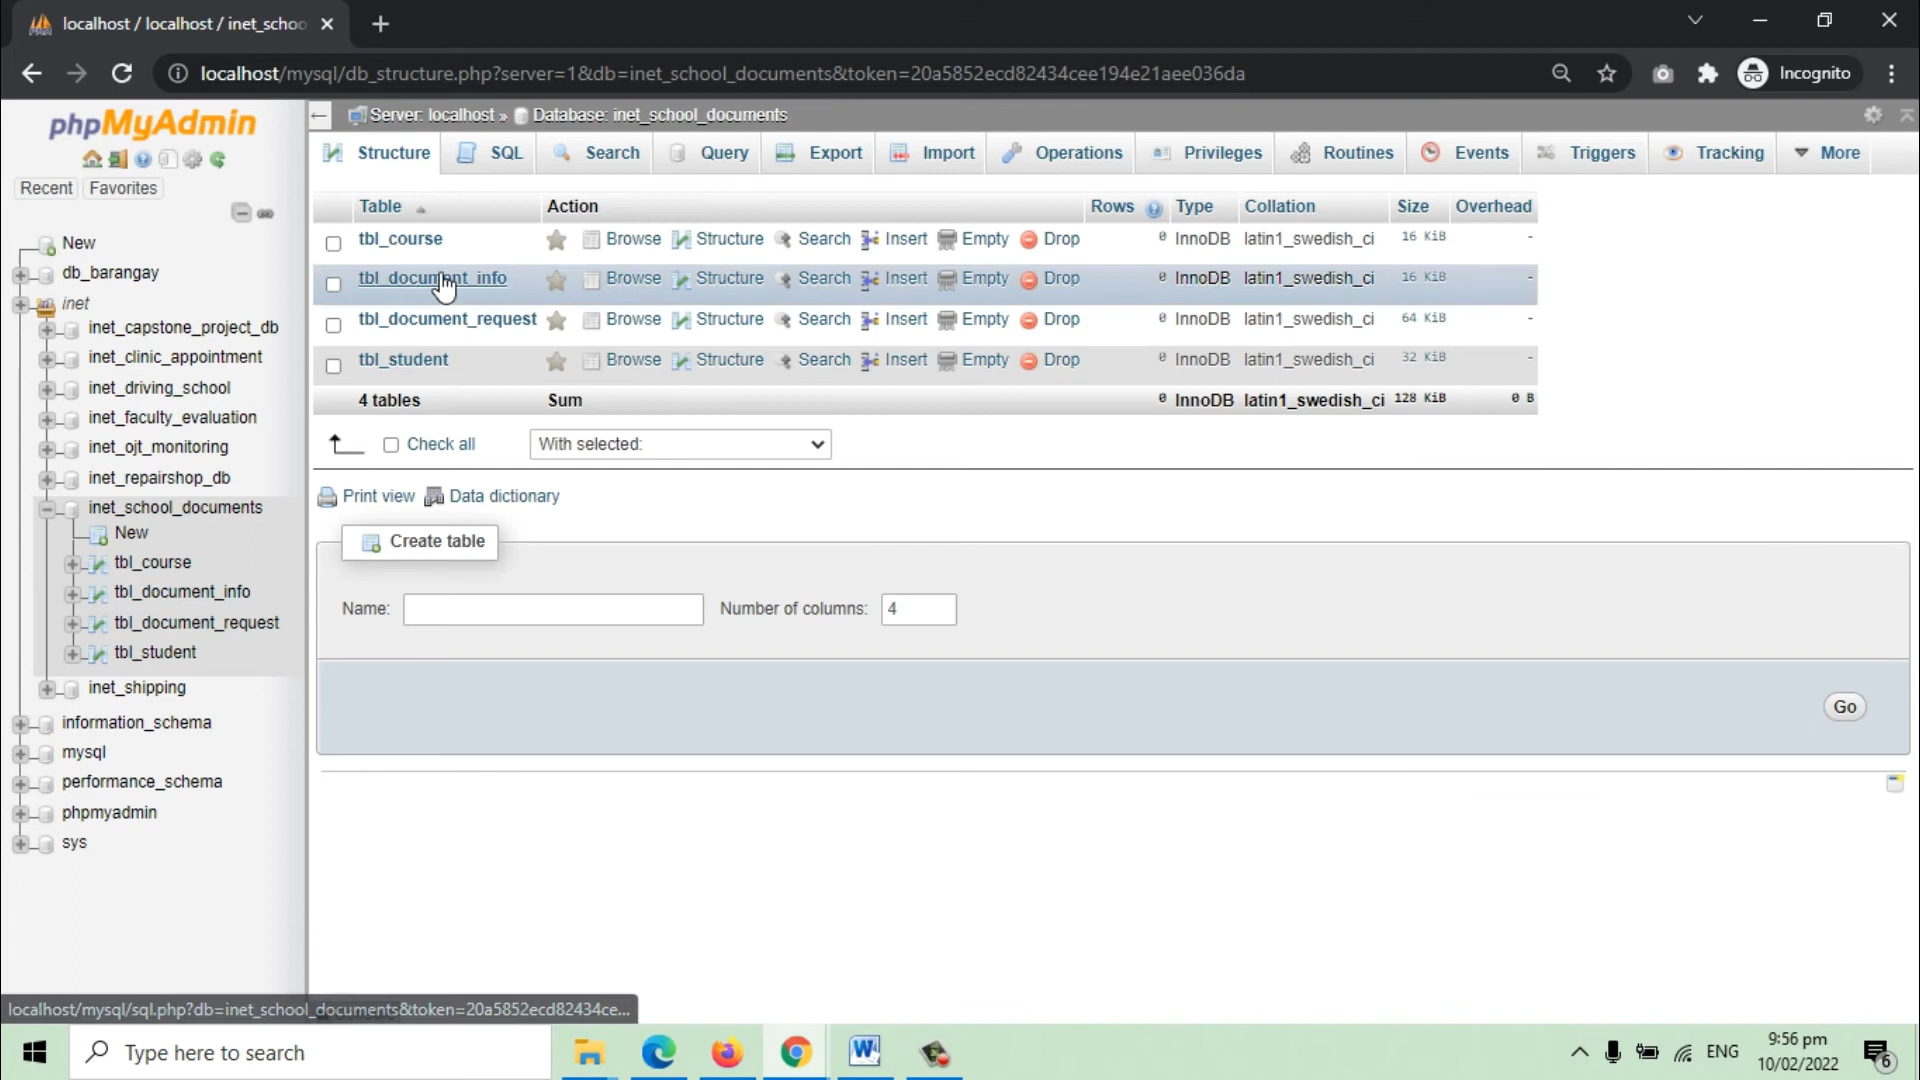 localhost / localhost / inet_schoo
localhost/mysql/db_structure.php?server=1&db=inet_school_documents&token=20a5852ecd82434cee194e21aee036da
Incognito
phpMyAdmin
Recent Favorites
New
db_barangay
inet
inet_capstone_project_db
inet_clinic_appointment
inet_driving_school
inet_faculty_evaluation
inet_ojt_monitoring
inet_repairshop_db
inet_school_documents
New
tbl_course
tbl_document_info
tbl_document_request
tbl_student
inet_shipping
information_schema
mysql
performance_schema
phpmyadmin
sys
Server: localhost » Database: inet_school_documents
Structure SQL Search Query Export Import Operations Privileges Routines Events Triggers Tracking More
Table Action Rows Type Collation Size Overhead
tbl_course Browse Structure Search Insert Empty Drop 0 InnoDB latin1_swedish_ci 16 KiB -
tbl_document_info Browse Structure Search Insert Empty Drop 0 InnoDB latin1_swedish_ci 16 KiB -
tbl_document_request Browse Structure Search Insert Empty Drop 0 InnoDB latin1_swedish_ci 64 KiB -
tbl_student Browse Structure Search Insert Empty Drop 0 InnoDB latin1_swedish_ci 32 KiB -
4 tables Sum 0 InnoDB latin1_swedish_ci 128 KiB 0 B
Check all With selected:
Print view Data dictionary
Create table
Name: Number of columns: 4
Go
localhost/mysql/sql.php?db=inet_school_documents&token=20a5852ecd82434ce...
Type here to search
ENG
9:56 pm
10/02/2022
6